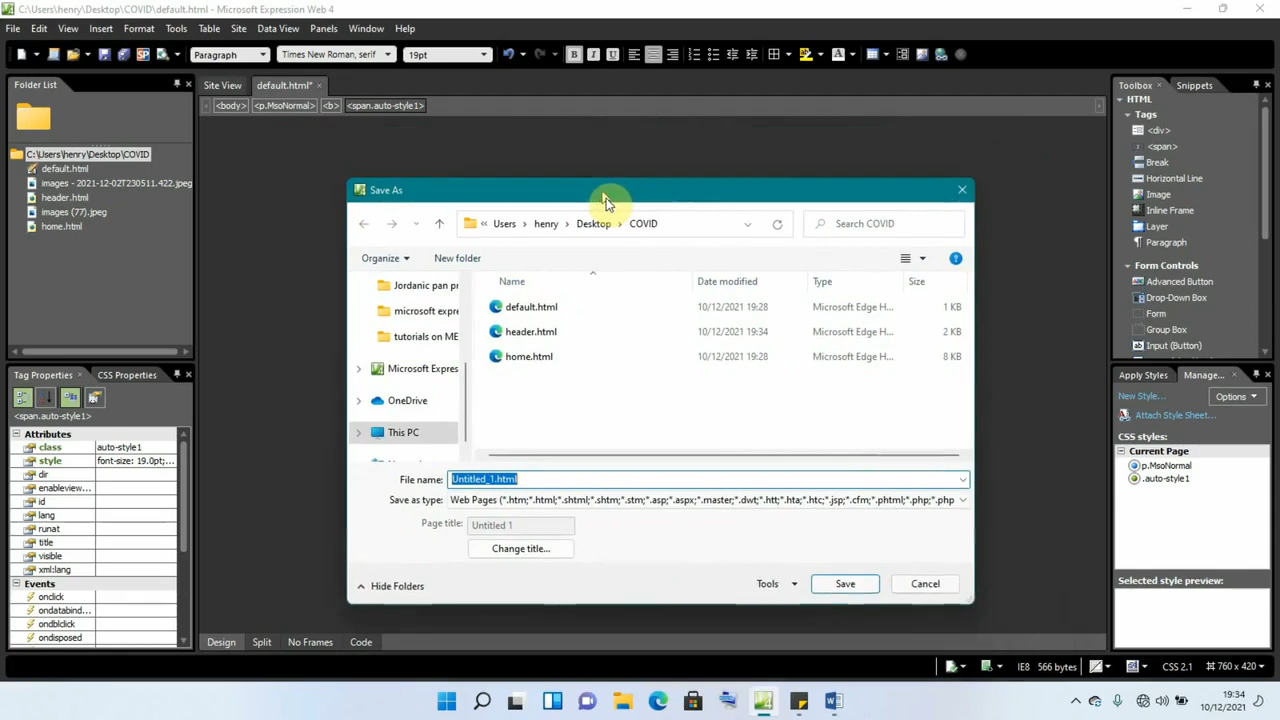 C:\Users\henry\Desktop\COVID\default.html - Microsoft Expression Web 4
File Edit View Insert Format Tools Table Site Data View Panels Window Help
Paragraph Times New Roman, serif 19pt B I U A
Folder List
C:\Users\henry\Desktop\COVID
default.html
images - 2021-12-02T230511.422.jpeg
header.html
images (77).jpeg
home.html
Site View default.html*
<body> <p.MsoNormal> <b> <span.auto-style1>
Save As
« Users › henry › Desktop › COVID
Search COVID
Organize New folder
Name Date modified Type Size
Jordanic pan pr
microsoft expre
tutorials on ME
Microsoft Expres
OneDrive
This PC
default.html 10/12/2021 19:28 Microsoft Edge H... 1 KB
header.html 10/12/2021 19:34 Microsoft Edge H... 2 KB
home.html 10/12/2021 19:28 Microsoft Edge H... 8 KB
File name: Untitled_1.html
Save as type: Web Pages (*.htm;*.html;*.shtml;*.shtm;*.stm;*.asp;*.aspx;*.master;*.dwt;*.htt;*.hta;*.htc;*.jsp;*.cfm;*.phtml;*.php;*.php
Page title: Untitled 1
Change title...
Hide Folders
Tools Save Cancel
Tag Properties CSS Properties
<span.auto-style1>
Attributes
class auto-style1
style font-size: 19.0pt;...
dir
enableview...
id
lang
runat
title
visible
xml:lang
Events
onclick
ondatabind...
ondblclick
ondisposed
Design Split No Frames Code
Toolbox Snippets
HTML
Tags
<div>
<span>
Break
Horizontal Line
Image
Inline Frame
Layer
Paragraph
Form Controls
Advanced Button
Drop-Down Box
Form
Group Box
Input (Button)
Apply Styles Manage...
New Style... Options
Attach Style Sheet...
CSS styles:
Current Page
p.MsoNormal
.auto-style1
Selected style preview:
IE8 566 bytes CSS 2.1 760 x 420
19:34
10/12/2021